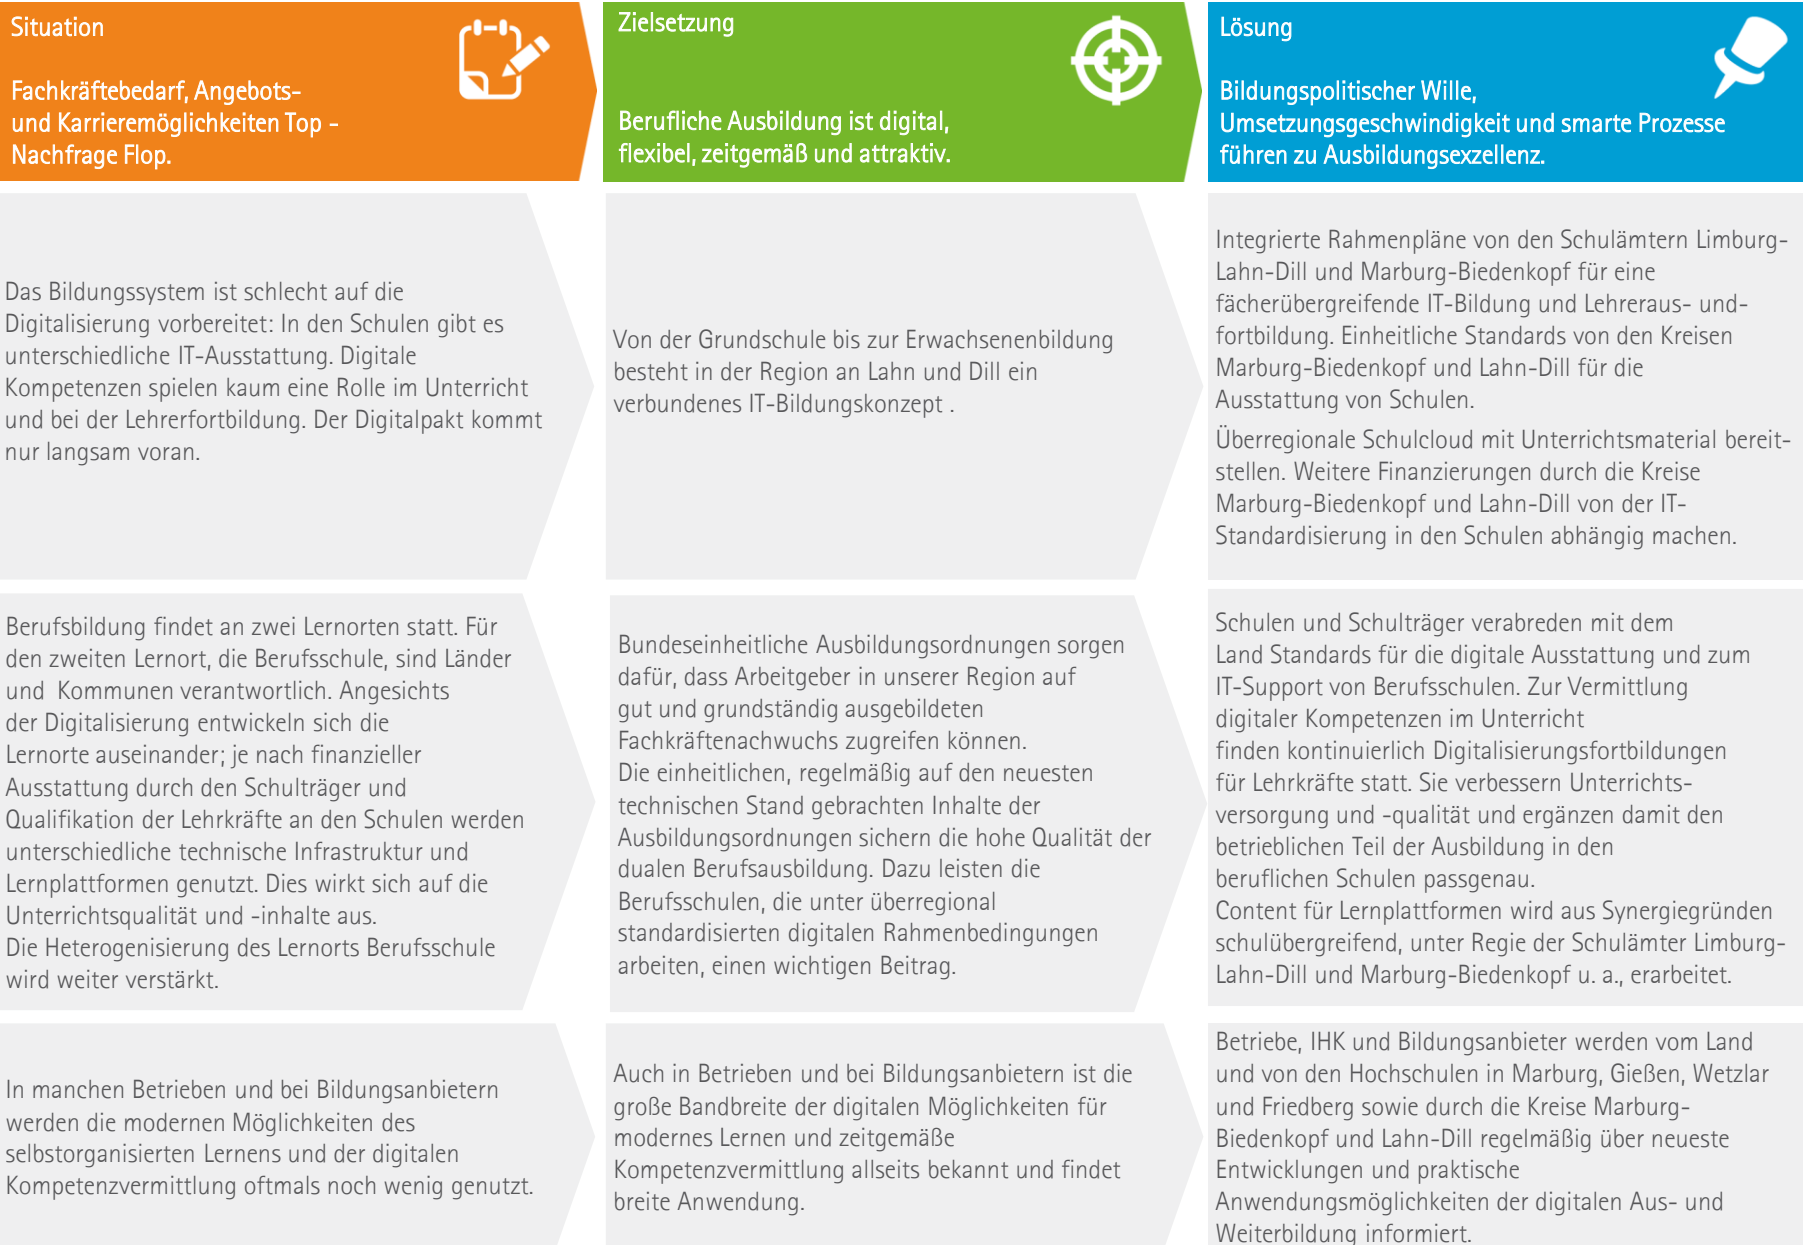 Situation
Fachkräftebedarf, Angebots-
und Karrieremöglichkeiten Top -
Nachfrage Flop.
Zielsetzung
Berufliche Ausbildung ist digital,
flexibel, zeitgemäß und attraktiv.
Lösung
Bildungspolitischer Wille,
Umsetzungsgeschwindigkeit und smarte Prozesse
führen zu Ausbildungsexzellenz.
Das Bildungssystem ist schlecht auf die
Digitalisierung vorbereitet: In den Schulen gibt es
unterschiedliche IT-Ausstattung. Digitale
Kompetenzen spielen kaum eine Rolle im Unterricht
und bei der Lehrerfortbildung. Der Digitalpakt kommt
nur langsam voran.
Von der Grundschule bis zur Erwachsenenbildung
besteht in der Region an Lahn und Dill ein
verbundenes IT-Bildungskonzept .
Integrierte Rahmenpläne von den Schulämtern Limburg-
Lahn-Dill und Marburg-Biedenkopf für eine
fächerübergreifende IT-Bildung und Lehreraus- und-
fortbildung. Einheitliche Standards von den Kreisen
Marburg-Biedenkopf und Lahn-Dill für die
Ausstattung von Schulen.
Überregionale Schulcloud mit Unterrichtsmaterial bereit-
stellen. Weitere Finanzierungen durch die Kreise
Marburg-Biedenkopf und Lahn-Dill von der IT-
Standardisierung in den Schulen abhängig machen.
Berufsbildung findet an zwei Lernorten statt. Für
den zweiten Lernort, die Berufsschule, sind Länder
und Kommunen verantwortlich. Angesichts
der Digitalisierung entwickeln sich die
Lernorte auseinander; je nach finanzieller
Ausstattung durch den Schulträger und
Qualifikation der Lehrkräfte an den Schulen werden
unterschiedliche technische Infrastruktur und
Lernplattformen genutzt. Dies wirkt sich auf die
Unterrichtsqualität und -inhalte aus.
Die Heterogenisierung des Lernorts Berufsschule
wird weiter verstärkt.
Bundeseinheitliche Ausbildungsordnungen sorgen
dafür, dass Arbeitgeber in unserer Region auf
gut und grundständig ausgebildeten
Fachkräftenachwuchs zugreifen können.
Die einheitlichen, regelmäßig auf den neuesten
technischen Stand gebrachten Inhalte der
Ausbildungsordnungen sichern die hohe Qualität der
dualen Berufsausbildung. Dazu leisten die
Berufsschulen, die unter überregional
standardisierten digitalen Rahmenbedingungen
arbeiten, einen wichtigen Beitrag.
Schulen und Schulträger verabreden mit dem
Land Standards für die digitale Ausstattung und zum
IT-Support von Berufsschulen. Zur Vermittlung
digitaler Kompetenzen im Unterricht
finden kontinuierlich Digitalisierungsfortbildungen
für Lehrkräfte statt. Sie verbessern Unterrichts-
versorgung und -qualität und ergänzen damit den
betrieblichen Teil der Ausbildung in den
beruflichen Schulen passgenau.
Content für Lernplattformen wird aus Synergiegründen
schulübergreifend, unter Regie der Schulämter Limburg-
Lahn-Dill und Marburg-Biedenkopf u. a., erarbeitet.
In manchen Betrieben und bei Bildungsanbietern
werden die modernen Möglichkeiten des
selbstorganisierten Lernens und der digitalen
Kompetenzvermittlung oftmals noch wenig genutzt.
Auch in Betrieben und bei Bildungsanbietern ist die
große Bandbreite der digitalen Möglichkeiten für
modernes Lernen und zeitgemäße
Kompetenzvermittlung allseits bekannt und findet
breite Anwendung.
Betriebe, IHK und Bildungsanbieter werden vom Land
und von den Hochschulen in Marburg, Gießen, Wetzlar
und Friedberg sowie durch die Kreise Marburg-
Biedenkopf und Lahn-Dill regelmäßig über neueste
Entwicklungen und praktische
Anwendungsmöglichkeiten der digitalen Aus- und
Weiterbildung informiert.